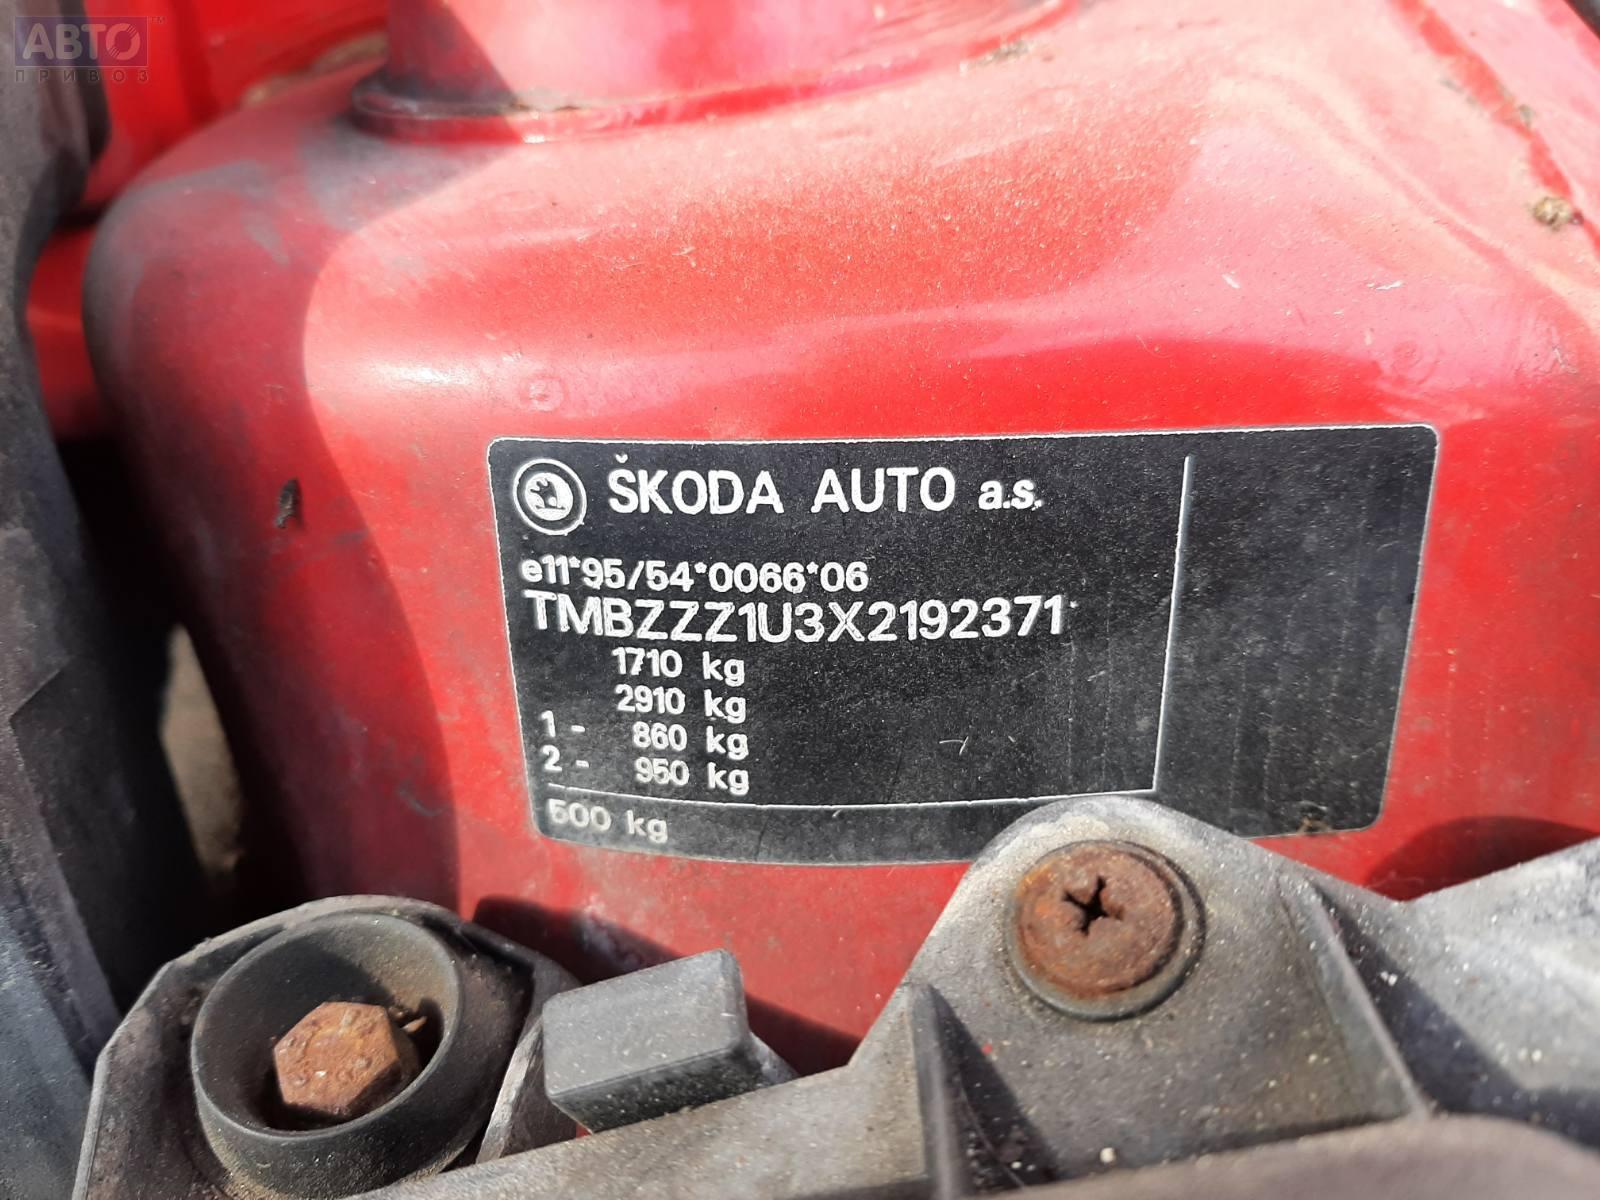 АВТО™
ПРИВОЗ
ŠKODA AUTO a.s.
e11*95/54*0066*06
TMBZZZ1U3X2192371
1710 kg
2910 kg
1 - 860 kg
2 - 950 kg
500 kg